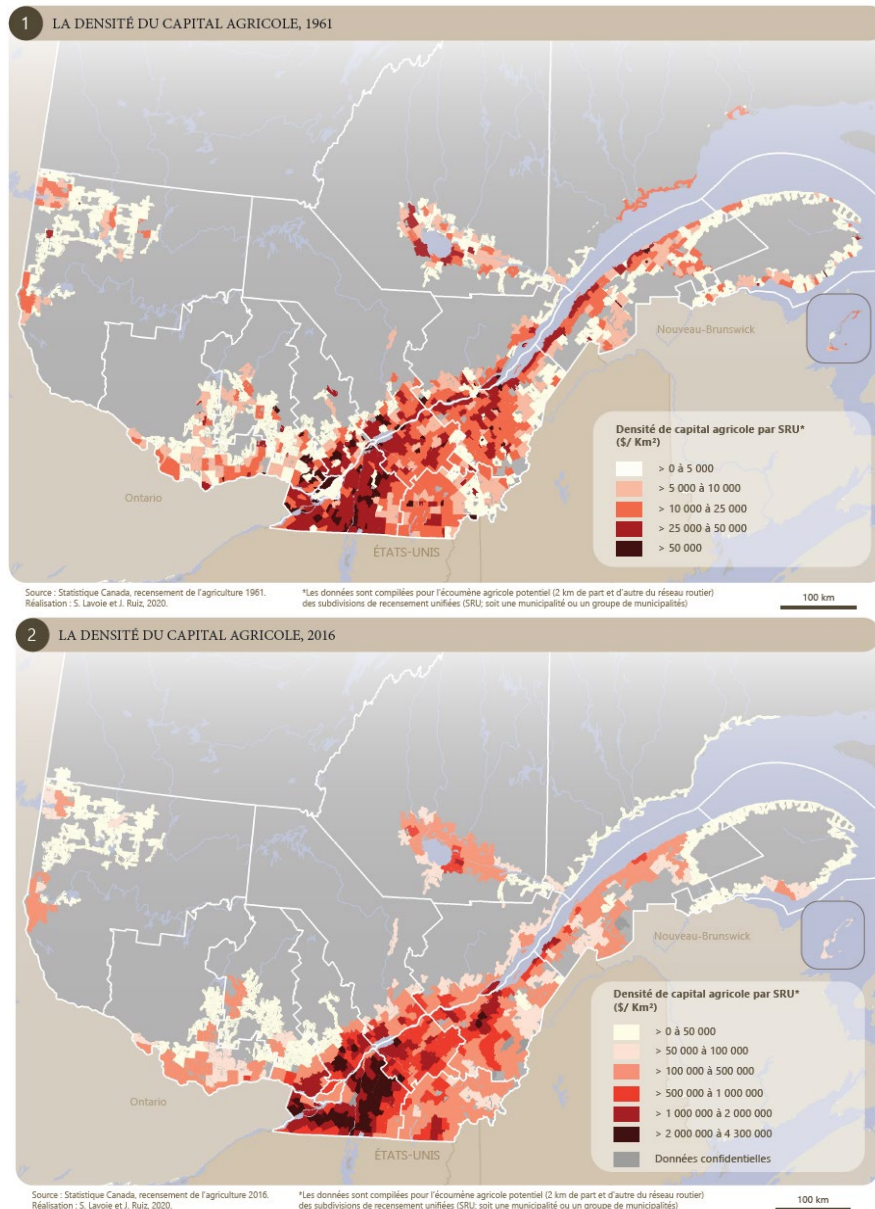 1 LA DENSITÉ DU CAPITAL AGRICOLE, 1961
Nouveau-Brunswick
Ontario
ÉTATS-UNIS
Densité de capital agricole par SRU*
($/ Km²)
> 0 à 5 000
> 5 000 à 10 000
> 10 000 à 25 000
> 25 000 à 50 000
> 50 000
Source : Statistique Canada, recensement de l'agriculture 1961.
Réalisation : S. Lavoie et J. Ruiz, 2020.
*Les données sont compilées pour l'écoumène agricole potentiel (2 km de part et d'autre du réseau routier)
des subdivisions de recensement unifiées (SRU; soit une municipalité ou un groupe de municipalités)
100 km
2 LA DENSITÉ DU CAPITAL AGRICOLE, 2016
Nouveau-Brunswick
Ontario
ÉTATS-UNIS
Densité de capital agricole par SRU*
($/ Km²)
> 0 à 50 000
> 50 000 à 100 000
> 100 000 à 500 000
> 500 000 à 1 000 000
> 1 000 000 à 2 000 000
> 2 000 000 à 4 300 000
Données confidentielles
Source : Statistique Canada, recensement de l'agriculture 2016.
Réalisation : S. Lavoie et J. Ruiz, 2020.
*Les données sont compilées pour l'écoumène agricole potentiel (2 km de part et d'autre du réseau routier)
des subdivisions de recensement unifiées (SRU; soit une municipalité ou un groupe de municipalités)
100 km